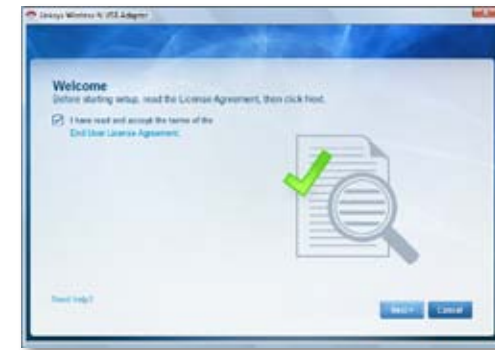 Linksys Wireless-N USB Adapter
Welcome
Before starting setup, read the License Agreement, then click Next.
I have read and accept the terms of the
End User License Agreement.
Need help?
Next
Cancel